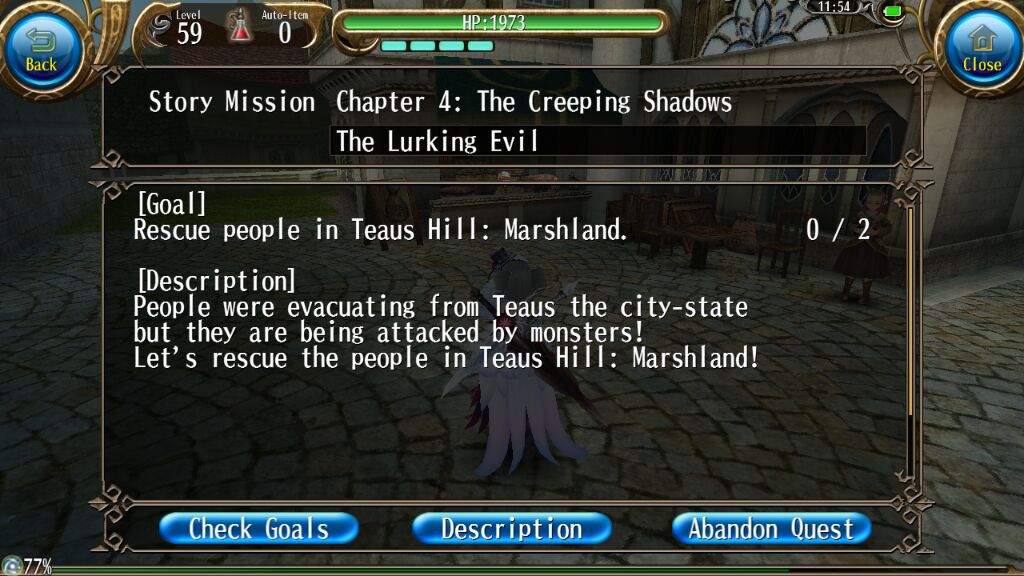 Back
Level
59
Auto-Item
0
HP:1973
11:54
Close
Story Mission Chapter 4: The Creeping Shadows
The Lurking Evil
[Goal]
Rescue people in Teaus Hill: Marshland. 0 / 2
[Description]
People were evacuating from Teaus the city-state
but they are being attacked by monsters!
Let's rescue the people in Teaus Hill: Marshland!
Check Goals
Description
Abandon Quest
77%